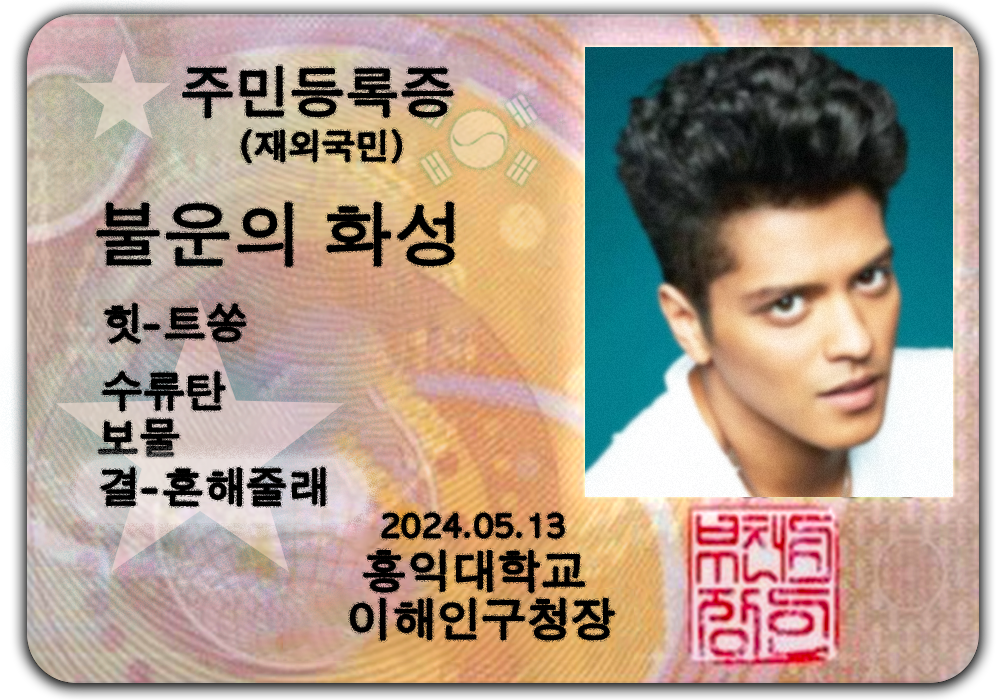 주민등록증
(재외국민)
불운의 화성
힛-트쏭
수류탄
보물
결-혼해줄래
2024.05.13
홍익대학교
이해인구청장